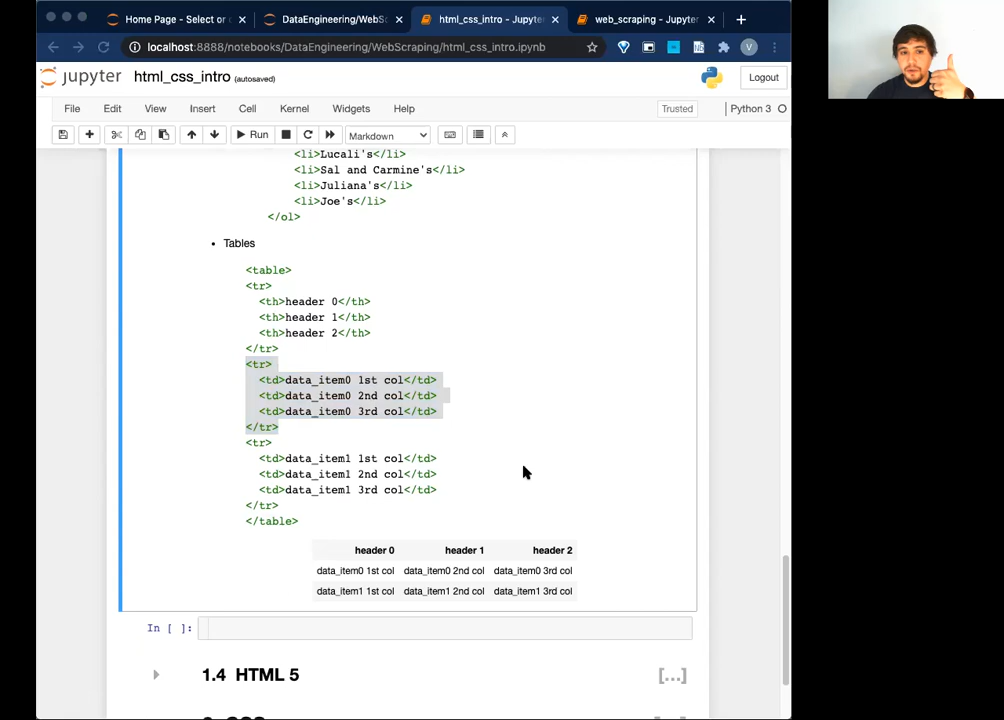 Home Page - Select or c
DataEngineering/WebSc
html_css_intro - Jupyter
web_scraping - Jupyter
localhost:8888/notebooks/DataEngineering/WebScraping/html_css_intro.ipynb
V
jupyter html_css_intro (autosaved)
Logout
File Edit View Insert Cell Kernel Widgets Help
Trusted
Python 3
Run
Markdown
<li>Lucali's</li>
<li>Sal and Carmine's</li>
<li>Juliana's</li>
<li>Joe's</li>
</ol>
• Tables
<table>
<tr>
<th>header 0</th>
<th>header 1</th>
<th>header 2</th>
</tr>
<tr>
<td>data_item0 1st col</td>
<td>data_item0 2nd col</td>
<td>data_item0 3rd col</td>
</tr>
<tr>
<td>data_item1 1st col</td>
<td>data_item1 2nd col</td>
<td>data_item1 3rd col</td>
</tr>
</table>
header 0 header 1 header 2
data_item0 1st col data_item0 2nd col data_item0 3rd col
data_item1 1st col data_item1 2nd col data_item1 3rd col
In [ ]:
1.4 HTML 5
[...]